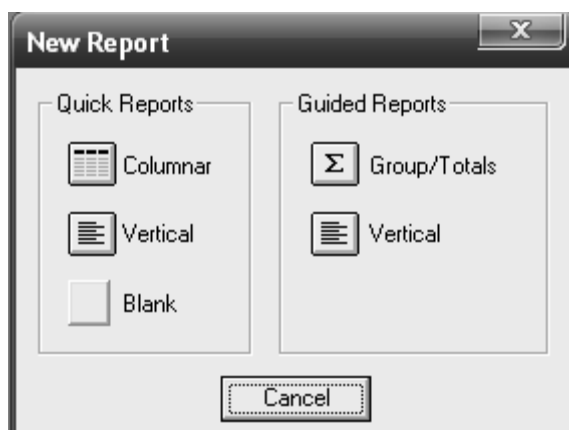 New Report
Quick Reports
Columnar
Vertical
Blank
Guided Reports
Σ Group/Totals
Vertical
Cancel